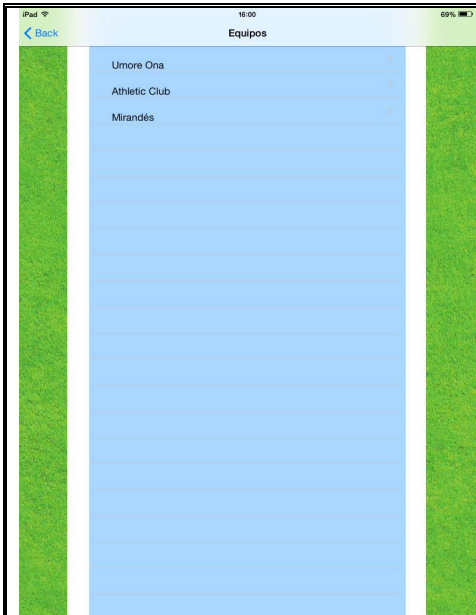 iPad 16:00 69%
Back Equipos
Umore Ona
Athletic Club
Mirandés